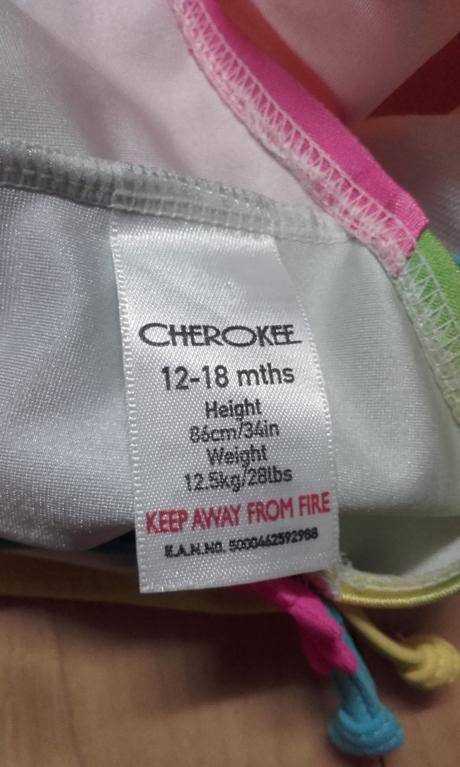 CHEROKEE
12-18 mths
Height
86cm/34in
Weight
12.5kg/28lbs
KEEP AWAY FROM FIRE
E.A.N.NO. 5000462592988